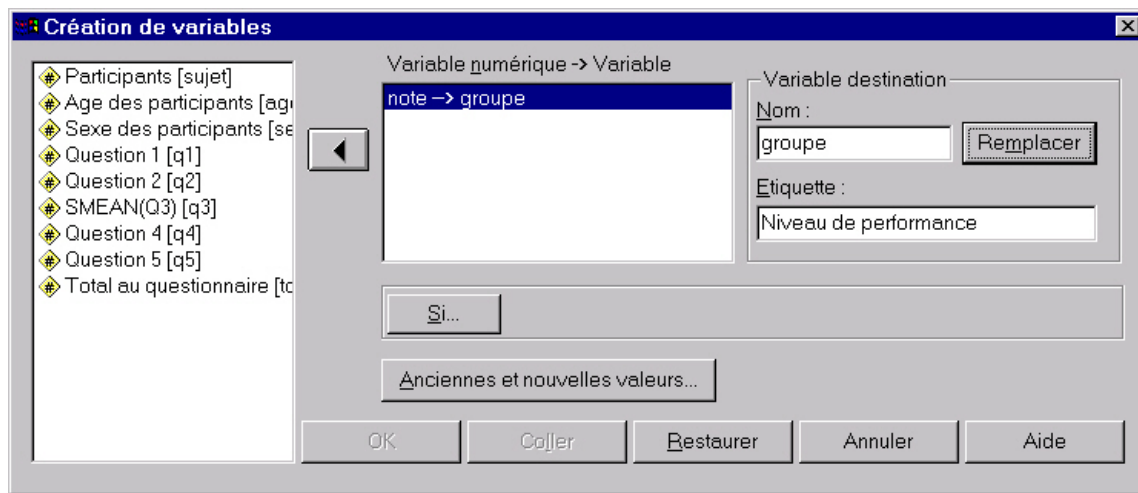 Création de variables
Participants [sujet]
Age des participants [age
Sexe des participants [se
Question 1 [q1]
Question 2 [q2]
SMEAN(Q3) [q3]
Question 4 [q4]
Question 5 [q5]
Total au questionnaire [to
Variable numérique -> Variable
note --> groupe
Variable destination
Nom :
groupe
Remplacer
Etiquette :
Niveau de performance
Si...
Anciennes et nouvelles valeurs...
OK
Coller
Restaurer
Annuler
Aide